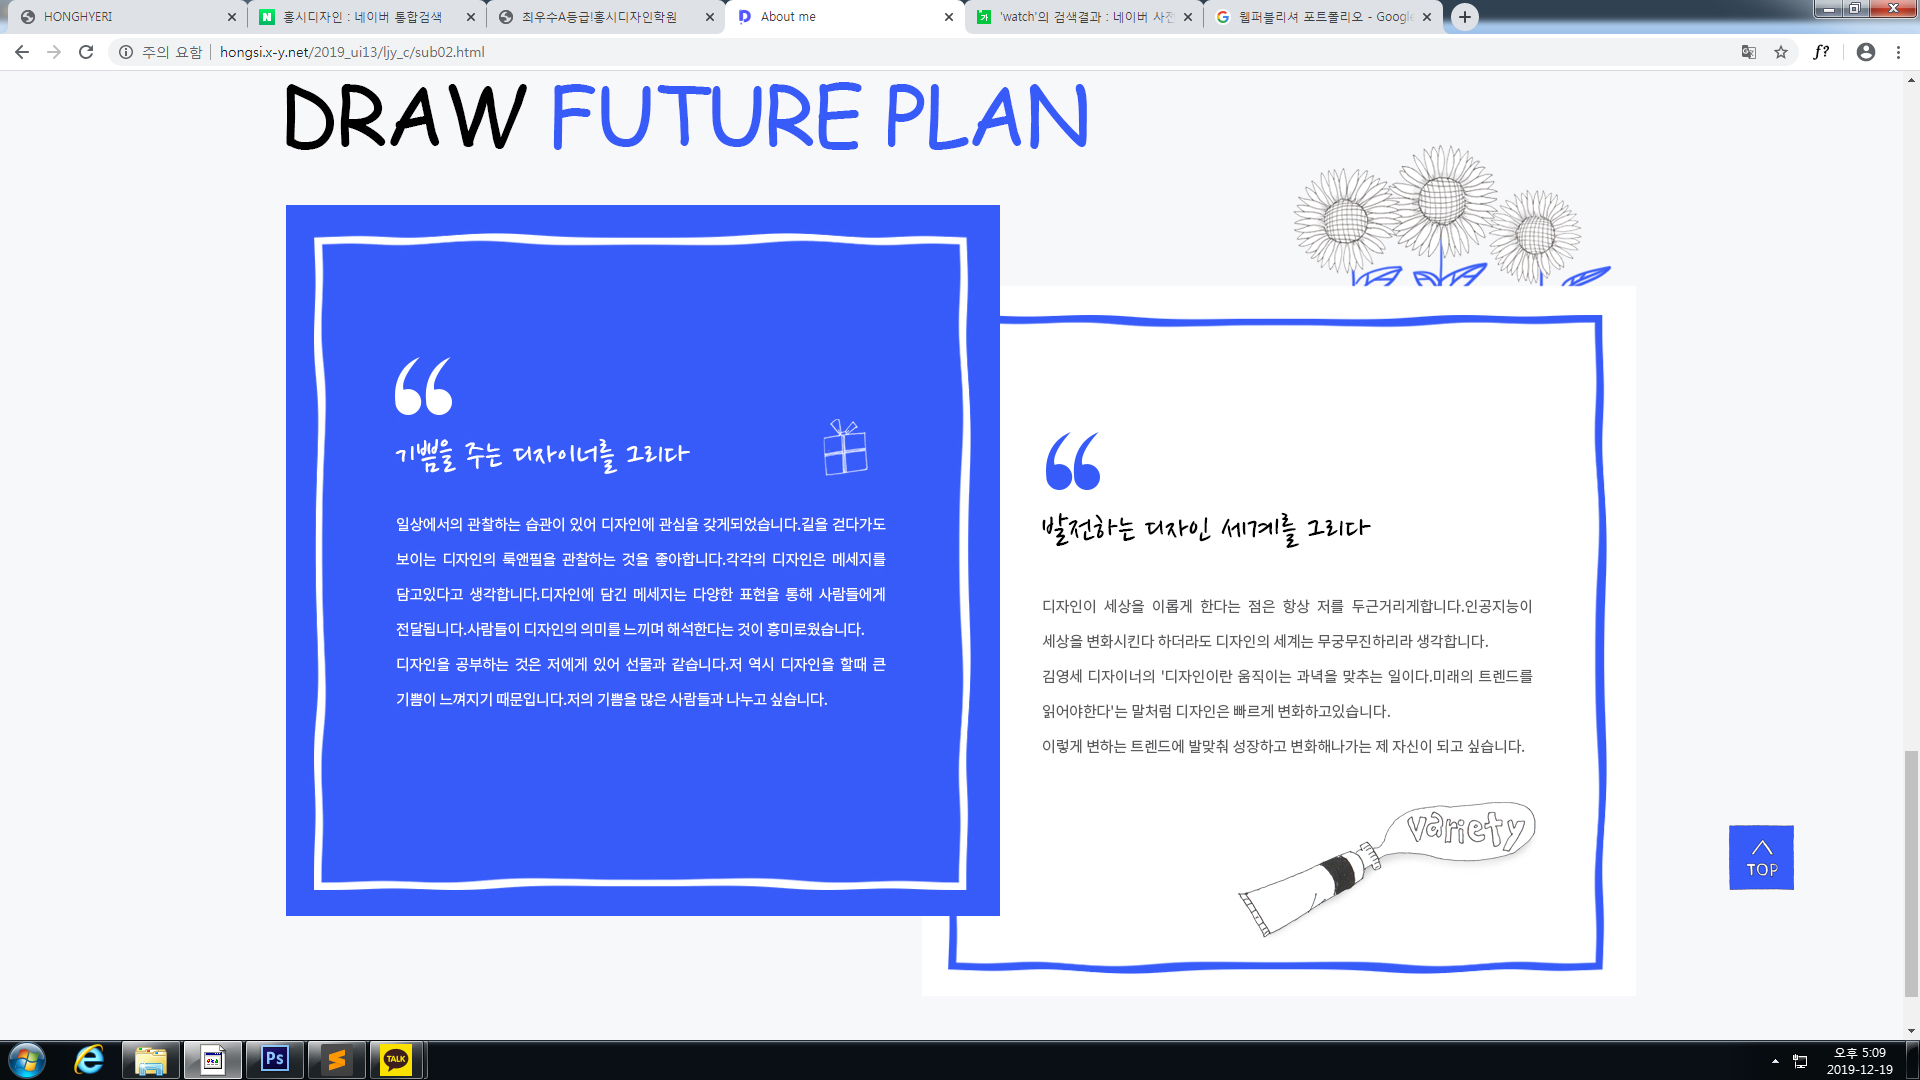 HONGHYERI
홍시디자인 : 네이버 통합검색
최우수A등급!홍시디자인학원
About me
'watch'의 검색결과 : 네이버 사전
웹퍼블리셔 포트폴리오 - Google
주의 요함
hongsi.x-y.net/2019_ui13/ljy_c/sub02.html
f?
DRAW FUTURE PLAN
기쁨을 주는 디자이너를 그리다
일상에서의 관찰하는 습관이 있어 디자인에 관심을 갖게되었습니다.길을 걷다가도
보이는 디자인의 룩앤필을 관찰하는 것을 좋아합니다.각각의 디자인은 메세지를
담고있다고 생각합니다.디자인에 담긴 메세지는 다양한 표현을 통해 사람들에게
전달됩니다.사람들이 디자인의 의미를 느끼며 해석한다는 것이 흥미로웠습니다.
디자인을 공부하는 것은 저에게 있어 선물과 같습니다.저 역시 디자인을 할때 큰
기쁨이 느껴지기 때문입니다.저의 기쁨을 많은 사람들과 나누고 싶습니다.
발전하는 디자인 세계를 그리다
디자인이 세상을 이롭게 한다는 점은 항상 저를 두근거리게합니다.인공지능이
세상을 변화시킨다 하더라도 디자인의 세계는 무궁무진하리라 생각합니다.
김영세 디자이너의 '디자인이란 움직이는 과녁을 맞추는 일이다.미래의 트렌드를
읽어야한다'는 말처럼 디자인은 빠르게 변화하고있습니다.
이렇게 변하는 트렌드에 발맞춰 성장하고 변화해나가는 제 자신이 되고 싶습니다.
variety
TOP
Ps
TALK
오후 5:09
2019-12-19